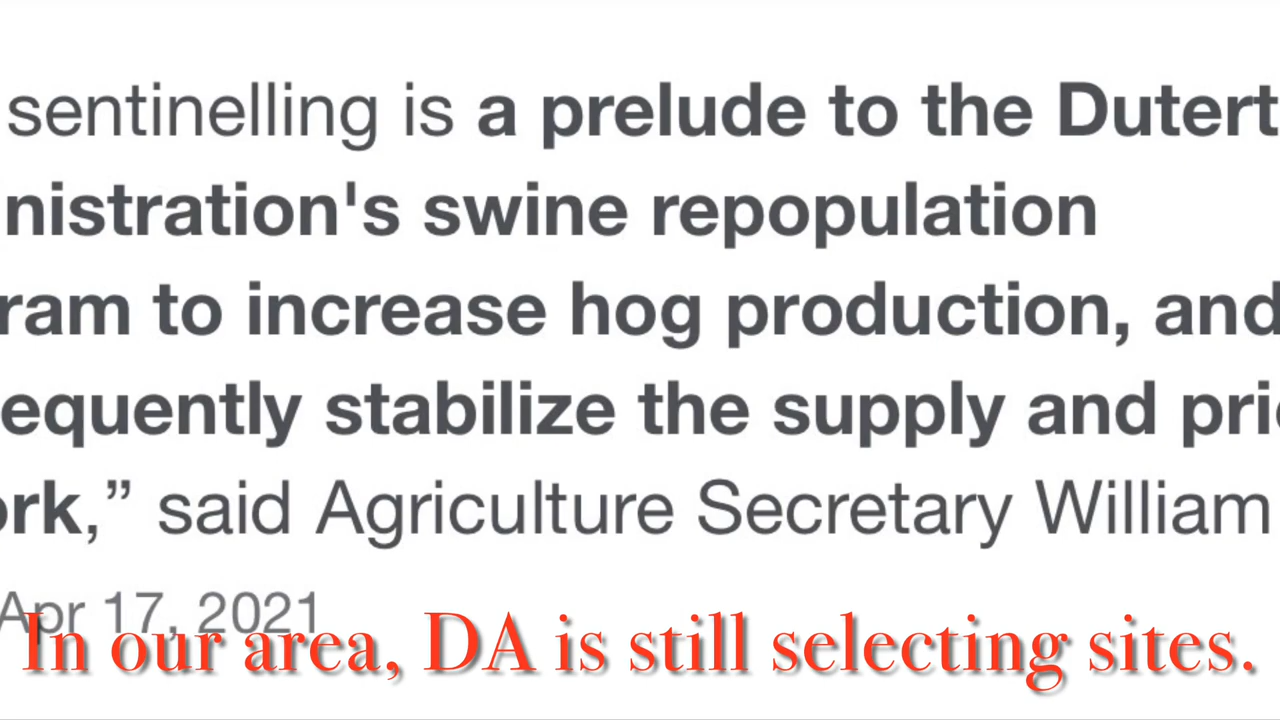 sentinelling is a prelude to the Dutert
nistration's swine repopulation
ram to increase hog production, and
equently stabilize the supply and pri
ork,” said Agriculture Secretary William
Apr 17, 2021
In our area, DA is still selecting sites.